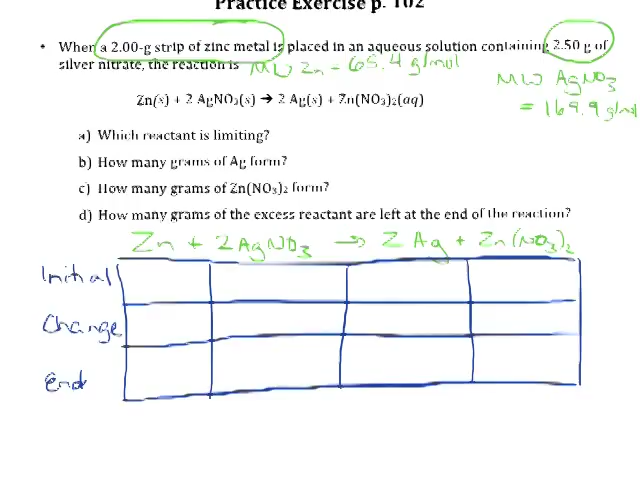 Practice Exercise p. 102
• When a 2.00-g strip of zinc metal is placed in an aqueous solution containing 2.50 g of
silver nitrate, the reaction is MW Zn = 65.4 g/mol
MW AgNO3
= 169.9 g/mol
Zn(s) + 2 AgNO3(s) → 2 Ag(s) + Zn(NO3)2(aq)
a) Which reactant is limiting?
b) How many grams of Ag form?
c) How many grams of Zn(NO3)2 form?
d) How many grams of the excess reactant are left at the end of the reaction?
Zn + 2 AgNO3 → 2 Ag + Zn(NO3)2
Initial
Change
End